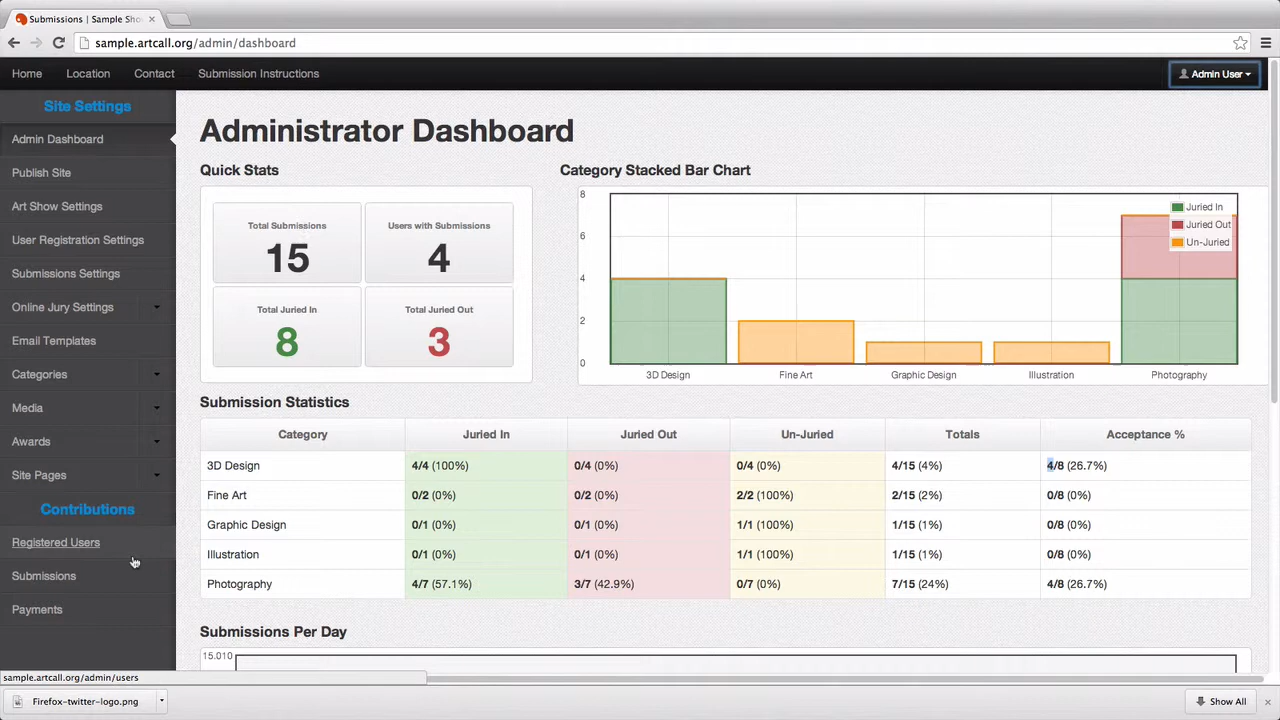 Submissions | Sample Sho
sample.artcall.org/admin/dashboard
Home Location Contact Submission Instructions Admin User
Site Settings
Admin Dashboard
Publish Site
Art Show Settings
User Registration Settings
Submissions Settings
Online Jury Settings
Email Templates
Categories
Media
Awards
Site Pages
Contributions
Registered Users
Submissions
Payments
Administrator Dashboard
Quick Stats
Total Submissions Users with Submissions
15 4
Total Juried In Total Juried Out
8 3
Category Stacked Bar Chart
8
6
4
2
0
Juried In
Juried Out
Un-Juried
3D Design Fine Art Graphic Design Illustration Photography
Submission Statistics
Category Juried In Juried Out Un-Juried Totals Acceptance %
3D Design 4/4 (100%) 0/4 (0%) 0/4 (0%) 4/15 (4%) 4/8 (26.7%)
Fine Art 0/2 (0%) 0/2 (0%) 2/2 (100%) 2/15 (2%) 0/8 (0%)
Graphic Design 0/1 (0%) 0/1 (0%) 1/1 (100%) 1/15 (1%) 0/8 (0%)
Illustration 0/1 (0%) 0/1 (0%) 1/1 (100%) 1/15 (1%) 0/8 (0%)
Photography 4/7 (57.1%) 3/7 (42.9%) 0/7 (0%) 7/15 (24%) 4/8 (26.7%)
Submissions Per Day
15.010
sample.artcall.org/admin/users
Firefox-twitter-logo.png Show All